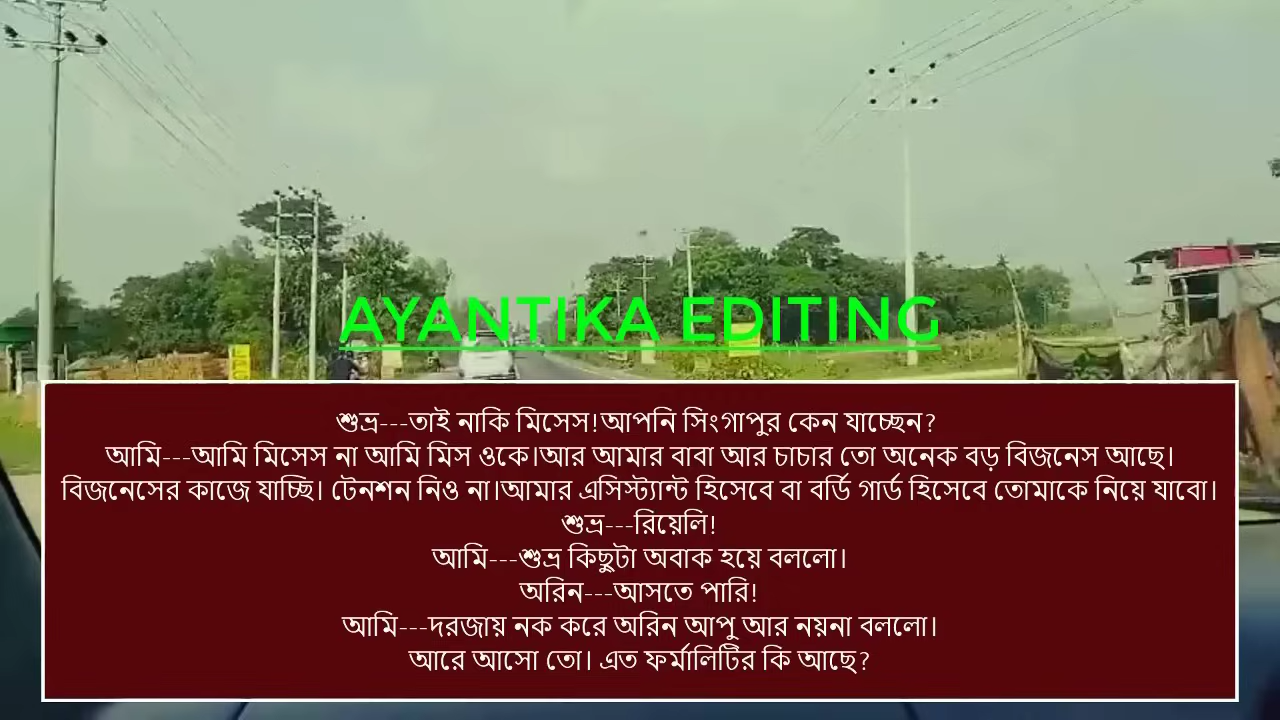 AYANTIKA EDITING
শুভ্র---তাই নাকি মিসেস!আপনি সিংগাপুর কেন যাচ্ছেন?
আমি---আমি মিসেস না আমি মিস ওকে।আর আমার বাবা আর চাচার তো অনেক বড় বিজনেস আছে।
বিজনেসের কাজে যাচ্ছি। টেনশন নিও না।আমার এসিস্ট্যান্ট হিসেবে বা বর্ডি গার্ড হিসেবে তোমাকে নিয়ে যাবো।
শুভ্র---রিয়েলি!
আমি---শুভ্র কিছুটা অবাক হয়ে বললো।
অরিন---আসতে পারি!
আমি---দরজায় নক করে অরিন আপু আর নয়না বললো।
আরে আসো তো। এত ফর্মালিটির কি আছে?